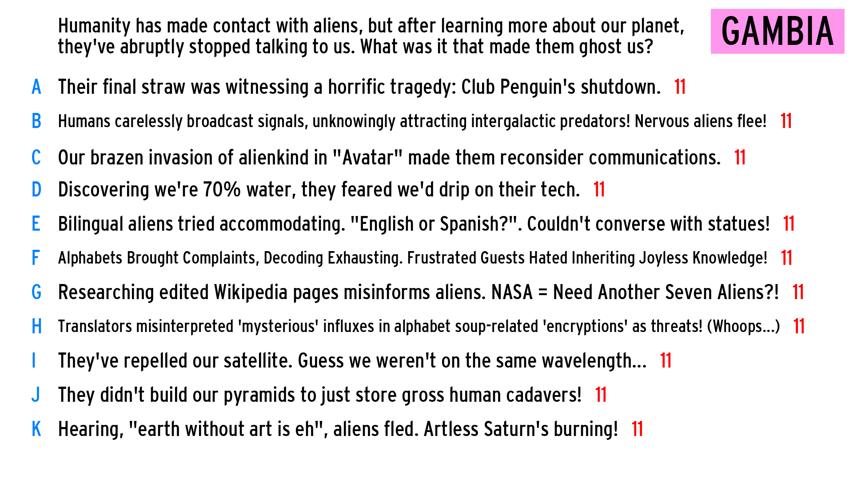 Humanity has made contact with aliens, but after learning more about our planet,
they've abruptly stopped talking to us. What was it that made them ghost us?
GAMBIA
A Their final straw was witnessing a horrific tragedy: Club Penguin's shutdown. 11
B Humans carelessly broadcast signals, unknowingly attracting intergalactic predators! Nervous aliens flee! 11
C Our brazen invasion of alienkind in "Avatar" made them reconsider communications. 11
D Discovering we're 70% water, they feared we'd drip on their tech. 11
E Bilingual aliens tried accommodating. "English or Spanish?". Couldn't converse with statues! 11
F Alphabets Brought Complaints, Decoding Exhausting. Frustrated Guests Hated Inheriting Joyless Knowledge! 11
G Researching edited Wikipedia pages misinforms aliens. NASA = Need Another Seven Aliens?! 11
H Translators misinterpreted 'mysterious' influxes in alphabet soup-related 'encryptions' as threats! (Whoops...) 11
I They've repelled our satellite. Guess we weren't on the same wavelength... 11
J They didn't build our pyramids to just store gross human cadavers! 11
K Hearing, "earth without art is eh", aliens fled. Artless Saturn's burning! 11